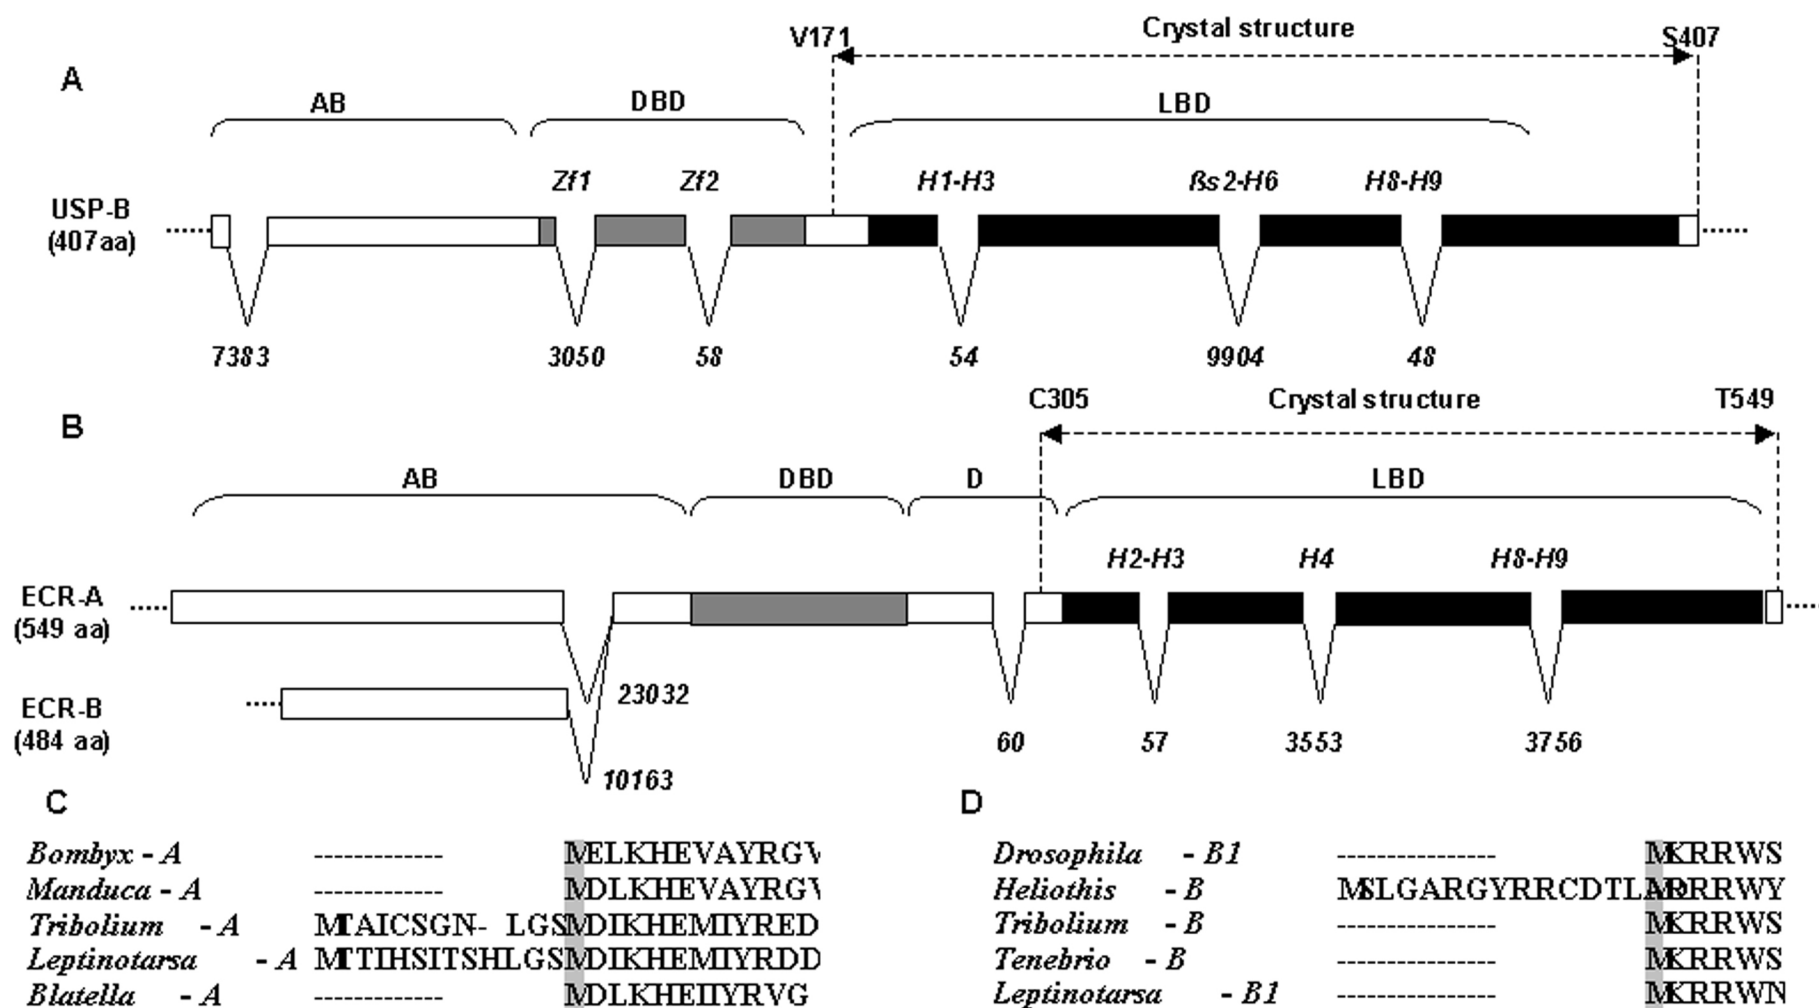 Crystal structure
V171 S407
A
AB DBD LBD
Zf1 Zf2 H1-H3 ßs2-H6 H8-H9
USP-B
(407aa)
7383 3050 58 54 9904 48
C305 Crystal structure T549
B
AB DBD D LBD
H2-H3 H4 H8-H9
ECR-A
(549 aa)
23032
ECR-B
(484 aa)
60 57 3553 3756
10163
C
Bombyx - A ------------- MELKHEVAYRGV
Manduca - A ------------- MDLKHEVAYRGV
Tribolium - A MTAICSGN- LGSMDIKHEMIYRED
Leptinotarsa - A MTTIHSITSHLGSMDIKHEMIYRDD
Blatella - A ------------- MDLKHEIIYRVG
D
Drosophila - B1 ---------------- MKRRWS
Heliothis - B MSLGARGYRRCDTL RRWY
Tribolium - B ---------------- MKRRWS
Tenebrio - B ---------------- MKRRWS
Leptinotarsa - B1 ---------------- MKRRWN